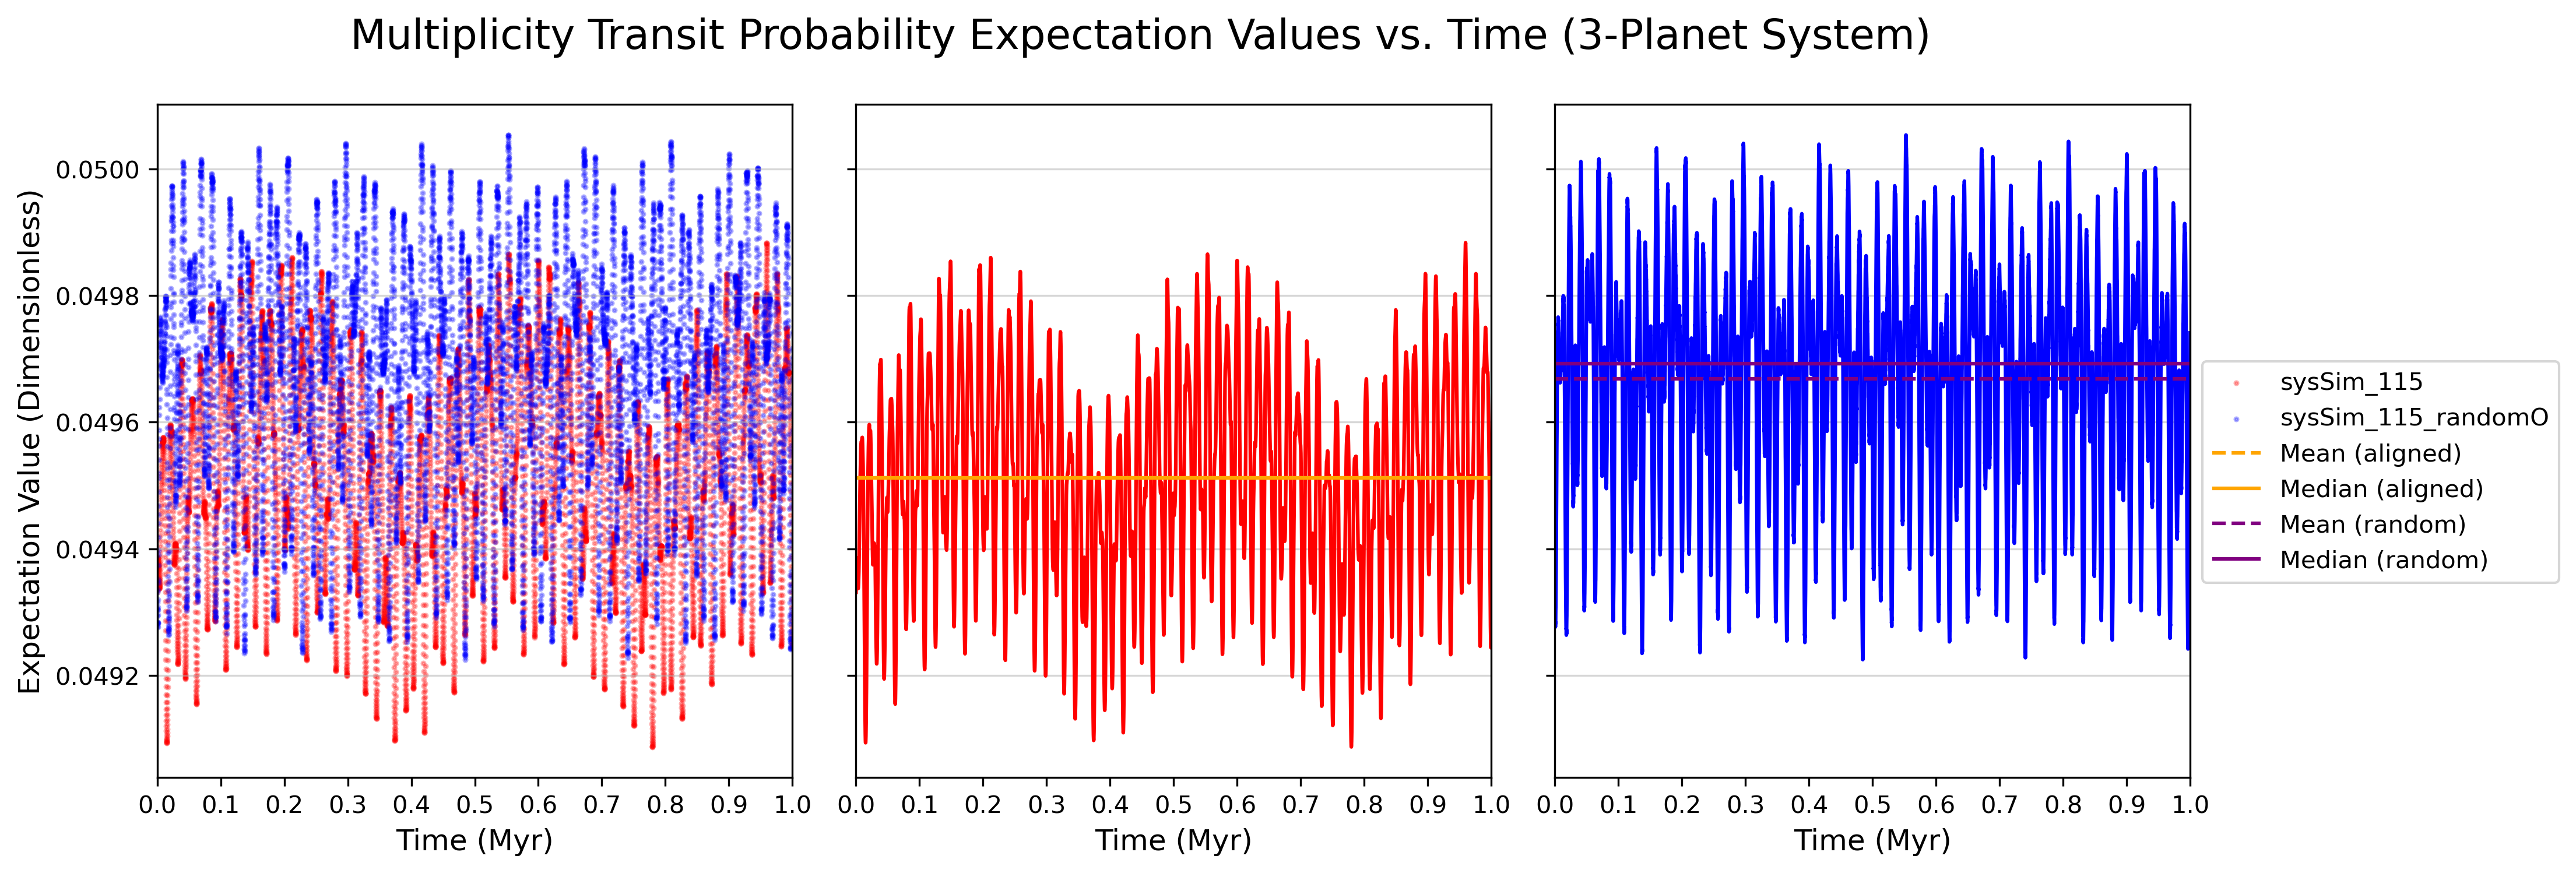 Multiplicity Transit Probability Expectation Values vs. Time (3-Planet System)
Expectation Value (Dimensionless)
0.0500
0.0498
0.0496
0.0494
0.0492
0.0 0.1 0.2 0.3 0.4 0.5 0.6 0.7 0.8 0.9 1.0
Time (Myr)
0.0 0.1 0.2 0.3 0.4 0.5 0.6 0.7 0.8 0.9 1.0
Time (Myr)
0.0 0.1 0.2 0.3 0.4 0.5 0.6 0.7 0.8 0.9 1.0
Time (Myr)
sysSim_115
sysSim_115_randomO
Mean (aligned)
Median (aligned)
Mean (random)
Median (random)